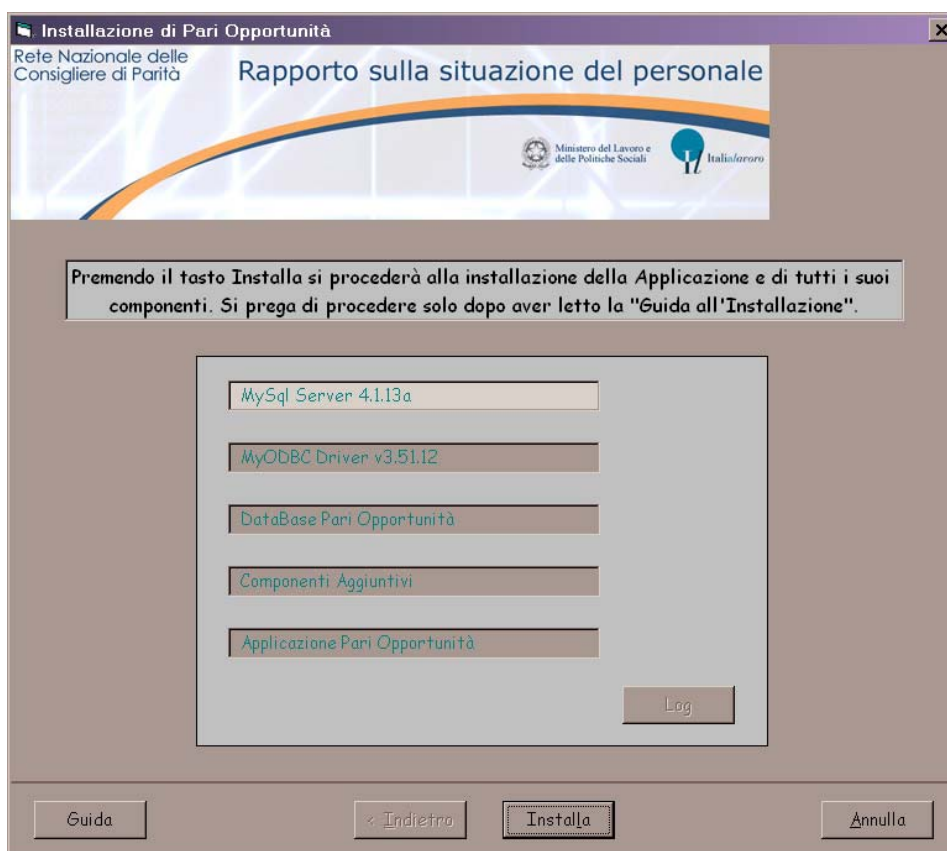 Installazione di Pari Opportunità
Rete Nazionale delle
Consigliere di Parità
Rapporto sulla situazione del personale
Ministero del Lavoro e
delle Politiche Sociali
Italialavoro
Premendo il tasto Installa si procederà alla installazione della Applicazione e di tutti i suoi
componenti. Si prega di procedere solo dopo aver letto la "Guida all'Installazione".
MySql Server 4.1.13a
MyODBC Driver v3.51.12
DataBase Pari Opportunità
Componenti Aggiuntivi
Applicazione Pari Opportunità
Log
Guida
< Indietro
Installa
Annulla